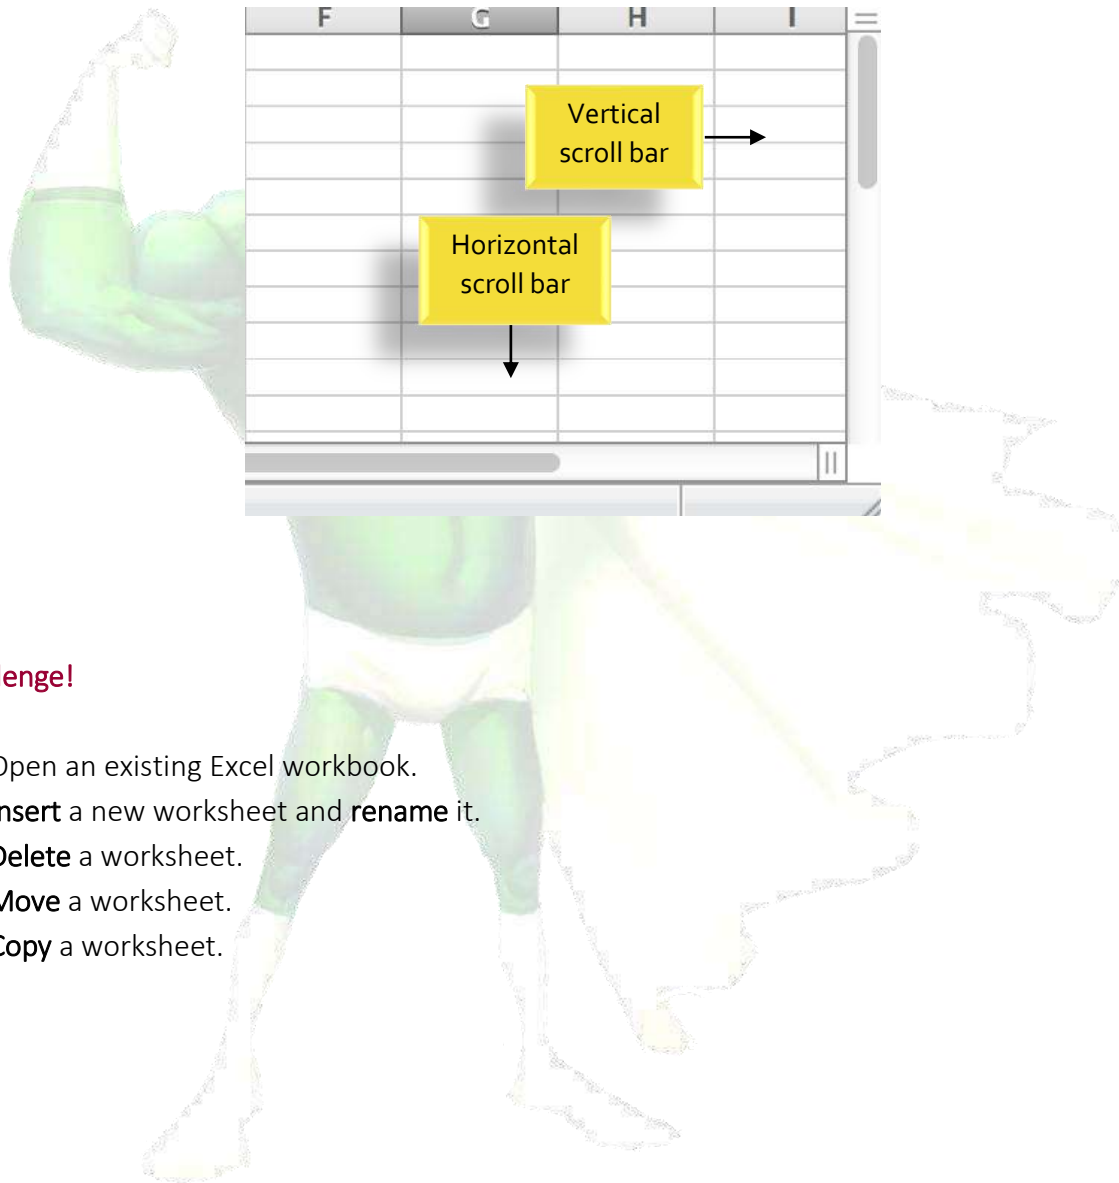 F G H I
Vertical
scroll bar
Horizontal
scroll bar
lenge!
Open an existing Excel workbook.
nsert a new worksheet and rename it.
Delete a worksheet.
Move a worksheet.
Copy a worksheet.